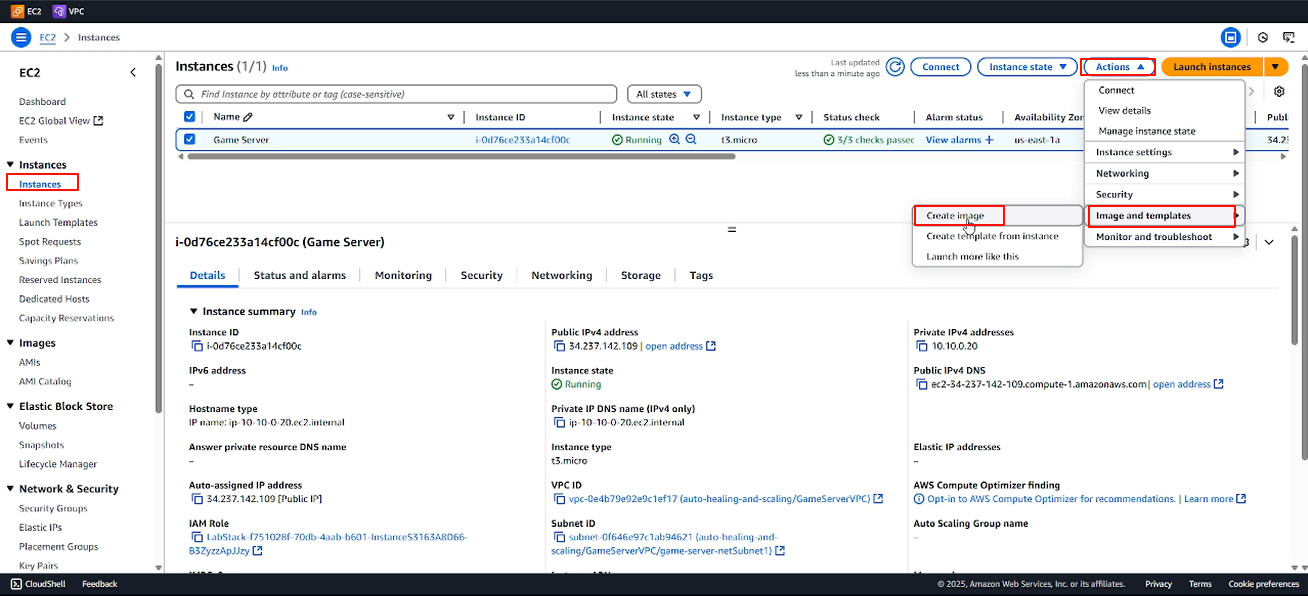 EC2 VPC
EC2 > Instances
EC2
Dashboard
EC2 Global View
Events
Instances
Instances
Instance Types
Launch Templates
Spot Requests
Savings Plans
Reserved Instances
Dedicated Hosts
Capacity Reservations
Images
AMIs
AMI Catalog
Elastic Block Store
Volumes
Snapshots
Lifecycle Manager
Network & Security
Security Groups
Elastic IPs
Placement Groups
Key Pairs
Instances (1/1) Info
Last updated
less than a minute ago
Connect Instance state Actions Launch instances
Find Instance by attribute or tag (case-sensitive) All states
Name Instance ID Instance state Instance type Status check Alarm status Availability Zon Publ
Game Server i-0d76ce233a14cf00c Running t3.micro 3/3 checks passed View alarms + us-east-1a 34.23
Connect
View details
Manage instance state
Instance settings
Networking
Security
Image and templates
Monitor and troubleshoot
Create image
Create template from instance
Launch more like this
i-0d76ce233a14cf00c (Game Server)
Details Status and alarms Monitoring Security Networking Storage Tags
Instance summary Info
Instance ID
i-0d76ce233a14cf00c
IPv6 address
–
Hostname type
IP name: ip-10-10-0-20.ec2.internal
Answer private resource DNS name
–
Auto-assigned IP address
34.237.142.109 [Public IP]
IAM Role
LabStack-f751028f-70db-4aab-b601-InstanceS3163A8D66-
B3ZyzzApJJzy
Public IPv4 address
34.237.142.109 | open address
Instance state
Running
Private IP DNS name (IPv4 only)
ip-10-10-0-20.ec2.internal
Instance type
t3.micro
VPC ID
vpc-0e4b79e92e9c1ef17 (auto-healing-and-scaling/GameServerVPC)
Subnet ID
subnet-0f646e97c1ab94621 (auto-healing-and-
scaling/GameServerVPC/game-server-netSubnet1)
Private IPv4 addresses
10.10.0.20
Public IPv4 DNS
ec2-34-237-142-109.compute-1.amazonaws.com | open address
Elastic IP addresses
–
AWS Compute Optimizer finding
Opt-in to AWS Compute Optimizer for recommendations. | Learn more
Auto Scaling Group name
–
CloudShell Feedback © 2025, Amazon Web Services, Inc. or its affiliates. Privacy Terms Cookie preferences